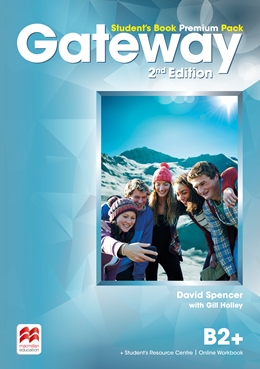 Student's Book Premium Pack
Gateway
2nd Edition
David Spencer
with Gill Holley
macmillan
education
B2+
+ Student's Resource Centre | Online Workbook